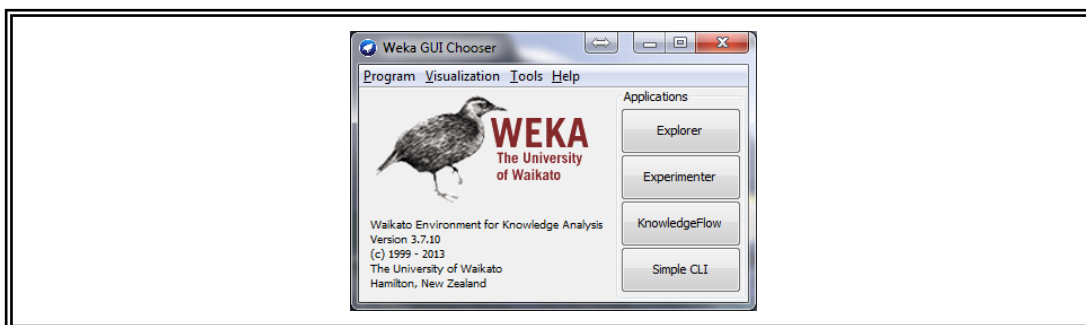 Weka GUI Chooser
Program Visualization Tools Help
Applications
WEKA
The University
of Waikato
Explorer
Experimenter
KnowledgeFlow
Simple CLI
Waikato Environment for Knowledge Analysis
Version 3.7.10
(c) 1999 - 2013
The University of Waikato
Hamilton, New Zealand